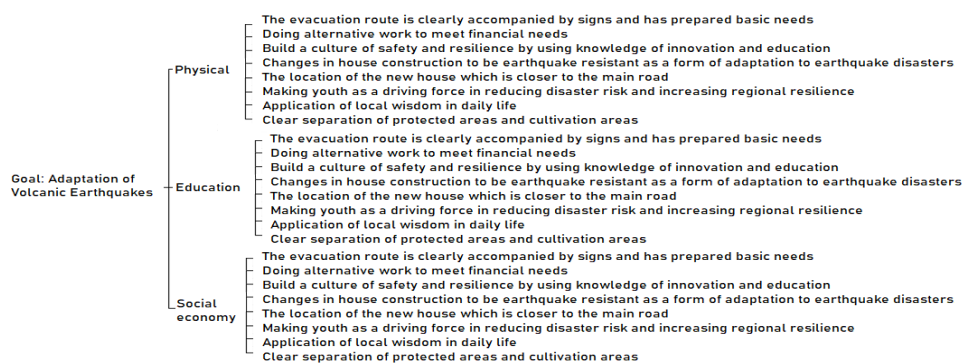 The evacuation route is clearly accompanied by signs and has prepared basic needs
Doing alternative work to meet financial needs
Build a culture of safety and resilience by using knowledge of innovation and education
Changes in house construction to be earthquake resistant as a form of adaptation to earthquake disasters
Physical
The location of the new house which is closer to the main road
Making youth as a driving force in reducing disaster risk and increasing regional resilience
Application of local wisdom in daily life
Clear separation of protected areas and cultivation areas
The evacuation route is clearly accompanied by signs and has prepared basic needs
Doing alternative work to meet financial needs
Build a culture of safety and resilience by using knowledge of innovation and education
Goal: Adaptation of
Volcanic Earthquakes
Education
Changes in house construction to be earthquake resistant as a form of adaptation to earthquake disasters
The location of the new house which is closer to the main road
Making youth as a driving force in reducing disaster risk and increasing regional resilience
Application of local wisdom in daily life
Clear separation of protected areas and cultivation areas
The evacuation route is clearly accompanied by signs and has prepared basic needs
Doing alternative work to meet financial needs
Build a culture of safety and resilience by using knowledge of innovation and education
Social
economy
Changes in house construction to be earthquake resistant as a form of adaptation to earthquake disasters
The location of the new house which is closer to the main road
Making youth as a driving force in reducing disaster risk and increasing regional resilience
Application of local wisdom in daily life
Clear separation of protected areas and cultivation areas